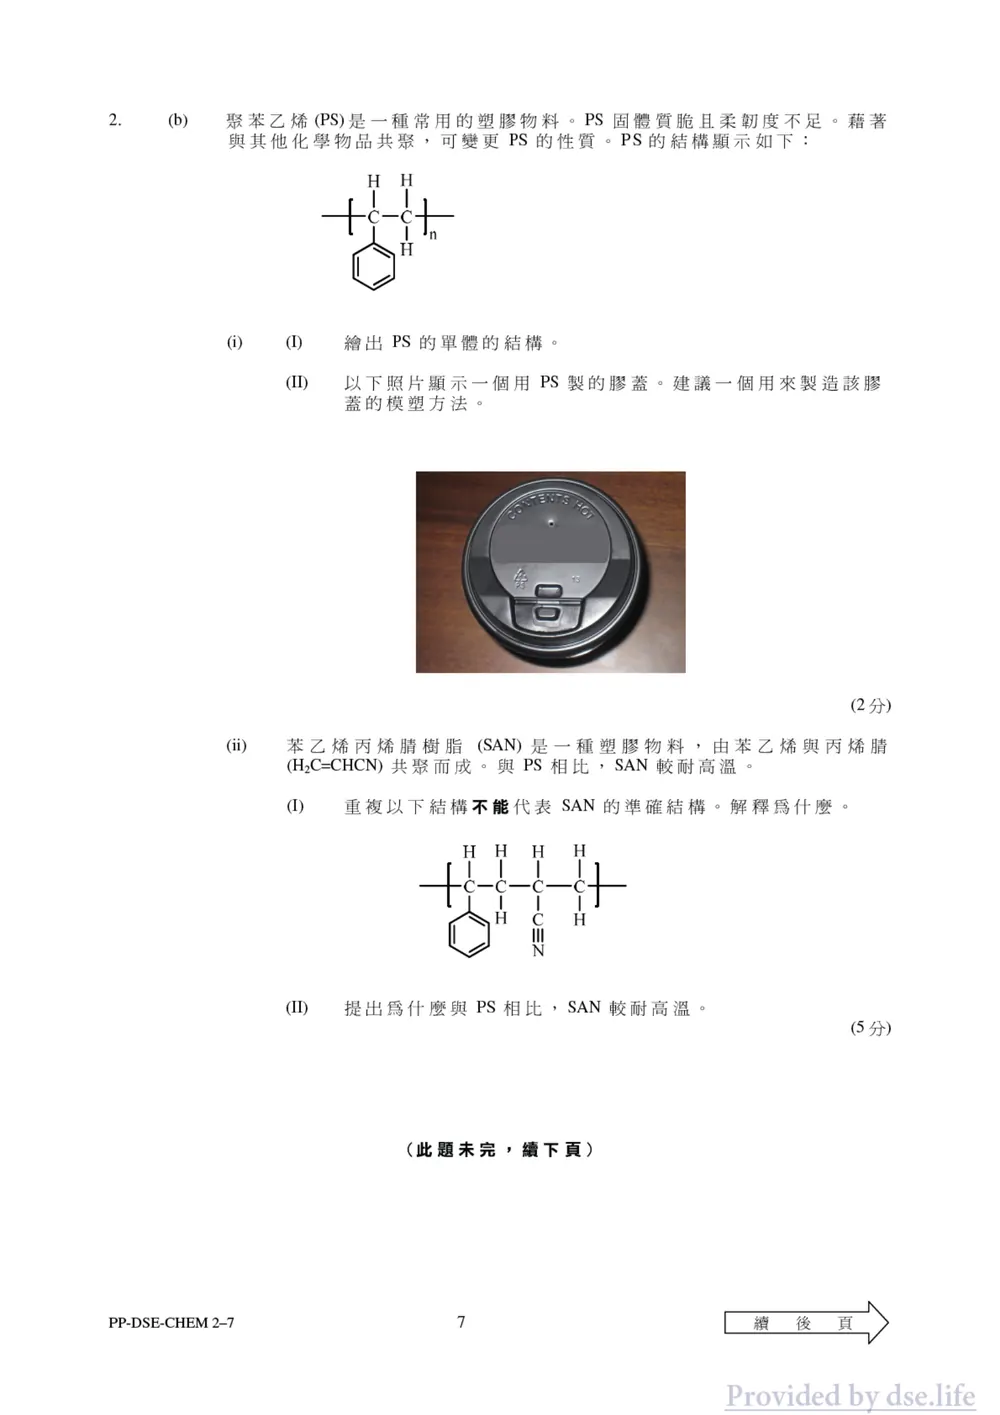 2. (b) 聚苯乙烯 (PS)是一種常用的塑膠物料。PS 固體質脆且柔韌度不足。藉著
與其他化學物品共聚，可變更 PS 的性質。PS 的結構顯示如下：
H H
C C
n
H
(i) (I) 繪出 PS 的單體的結構。
(II) 以下照片顯示一個用 PS 製的膠蓋。建議一個用來製造該膠
蓋的模塑方法。
CONTENTS HOT
PS
(2 分)
(ii) 苯乙烯丙烯腈樹脂 (SAN) 是一種塑膠物料，由苯乙烯與丙烯腈
(H₂C=CHCN) 共聚而成。與 PS 相比，SAN 較耐高溫。
(I) 重複以下結構不能代表 SAN 的準確結構。解釋爲什麼。
H H H H
C C C C
H C H
N
(II) 提出爲什麼與 PS 相比，SAN 較耐高溫。
(5 分)
（此題未完，續下頁）
PP-DSE-CHEM 2–7 7 續後頁
Provided by dse.life